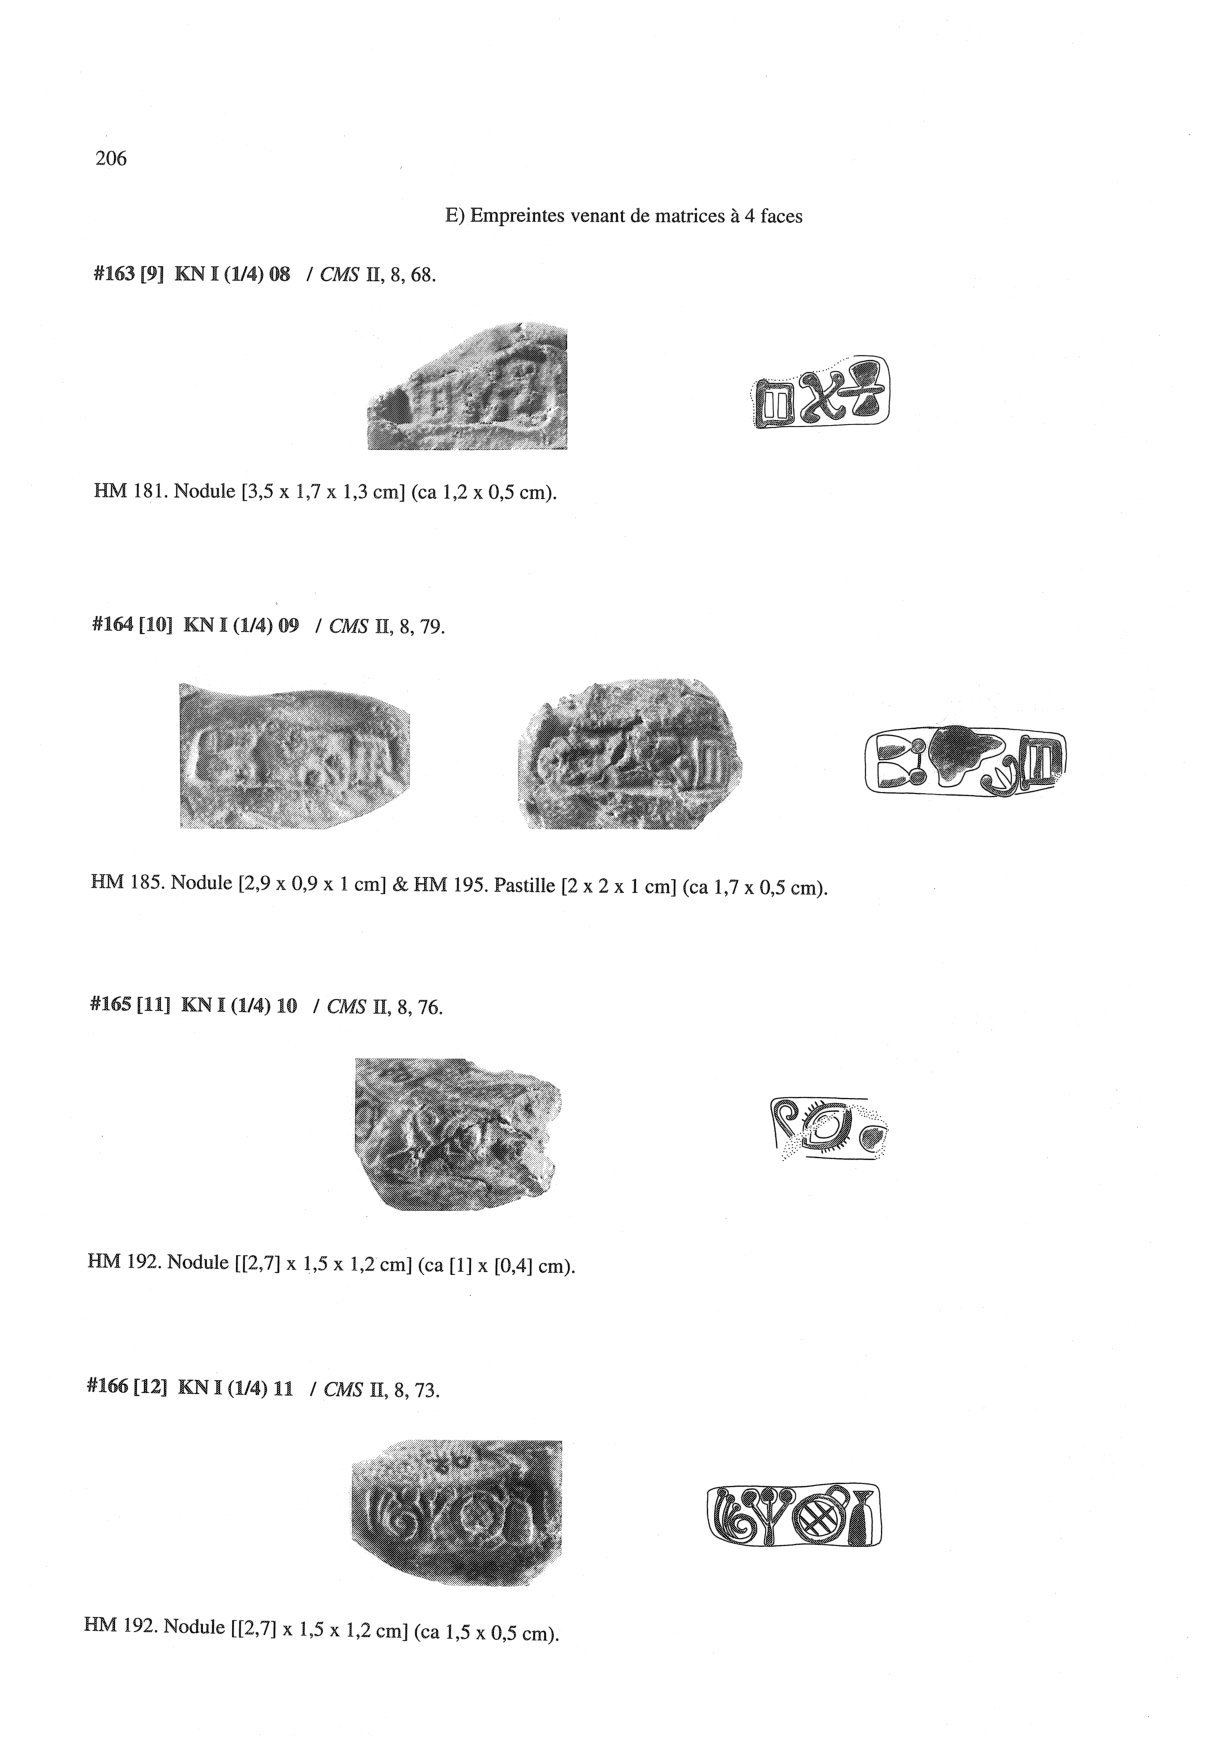 206
E) Empreintes venant de matrices à 4 faces
#163 [9] KN I (1/4) 08 / CMS II, 8, 68.
HM 181. Nodule [3,5 x 1,7 x 1,3 cm] (ca 1,2 x 0,5 cm).
#164 [10] KN I (1/4) 09 / CMS II, 8, 79.
HM 185. Nodule [2,9 x 0,9 x 1 cm] & HM 195. Pastille [2 x 2 x 1 cm] (ca 1,7 x 0,5 cm).
#165 [11] KN I (1/4) 10 / CMS II, 8, 76.
HM 192. Nodule [[2,7] x 1,5 x 1,2 cm] (ca [1] x [0,4] cm).
#166 [12] KN I (1/4) 11 / CMS II, 8, 73.
HM 192. Nodule [[2,7] x 1,5 x 1,2 cm] (ca 1,5 x 0,5 cm).